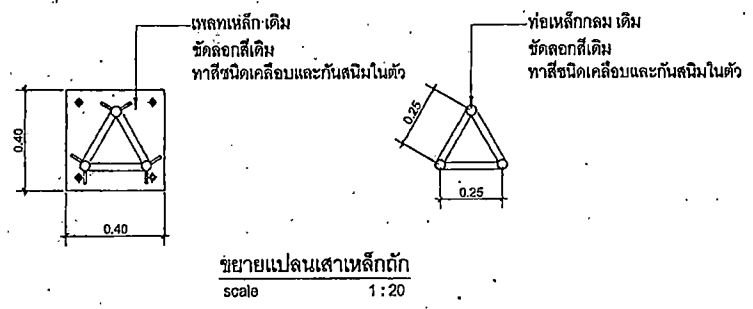 เพลทเหล็ก เดิม
ขัดลอกสีเดิม
ทาสีชนิดเคลือบและกันสนิมในตัว
ท่อเหล็กกลม เดิม
ขัดลอกสีเดิม
ทาสีชนิดเคลือบและกันสนิมในตัว
0.40
0.40
0.25
0.25
ขยายแปลนเสาเหล็กถัก
scale 1:20